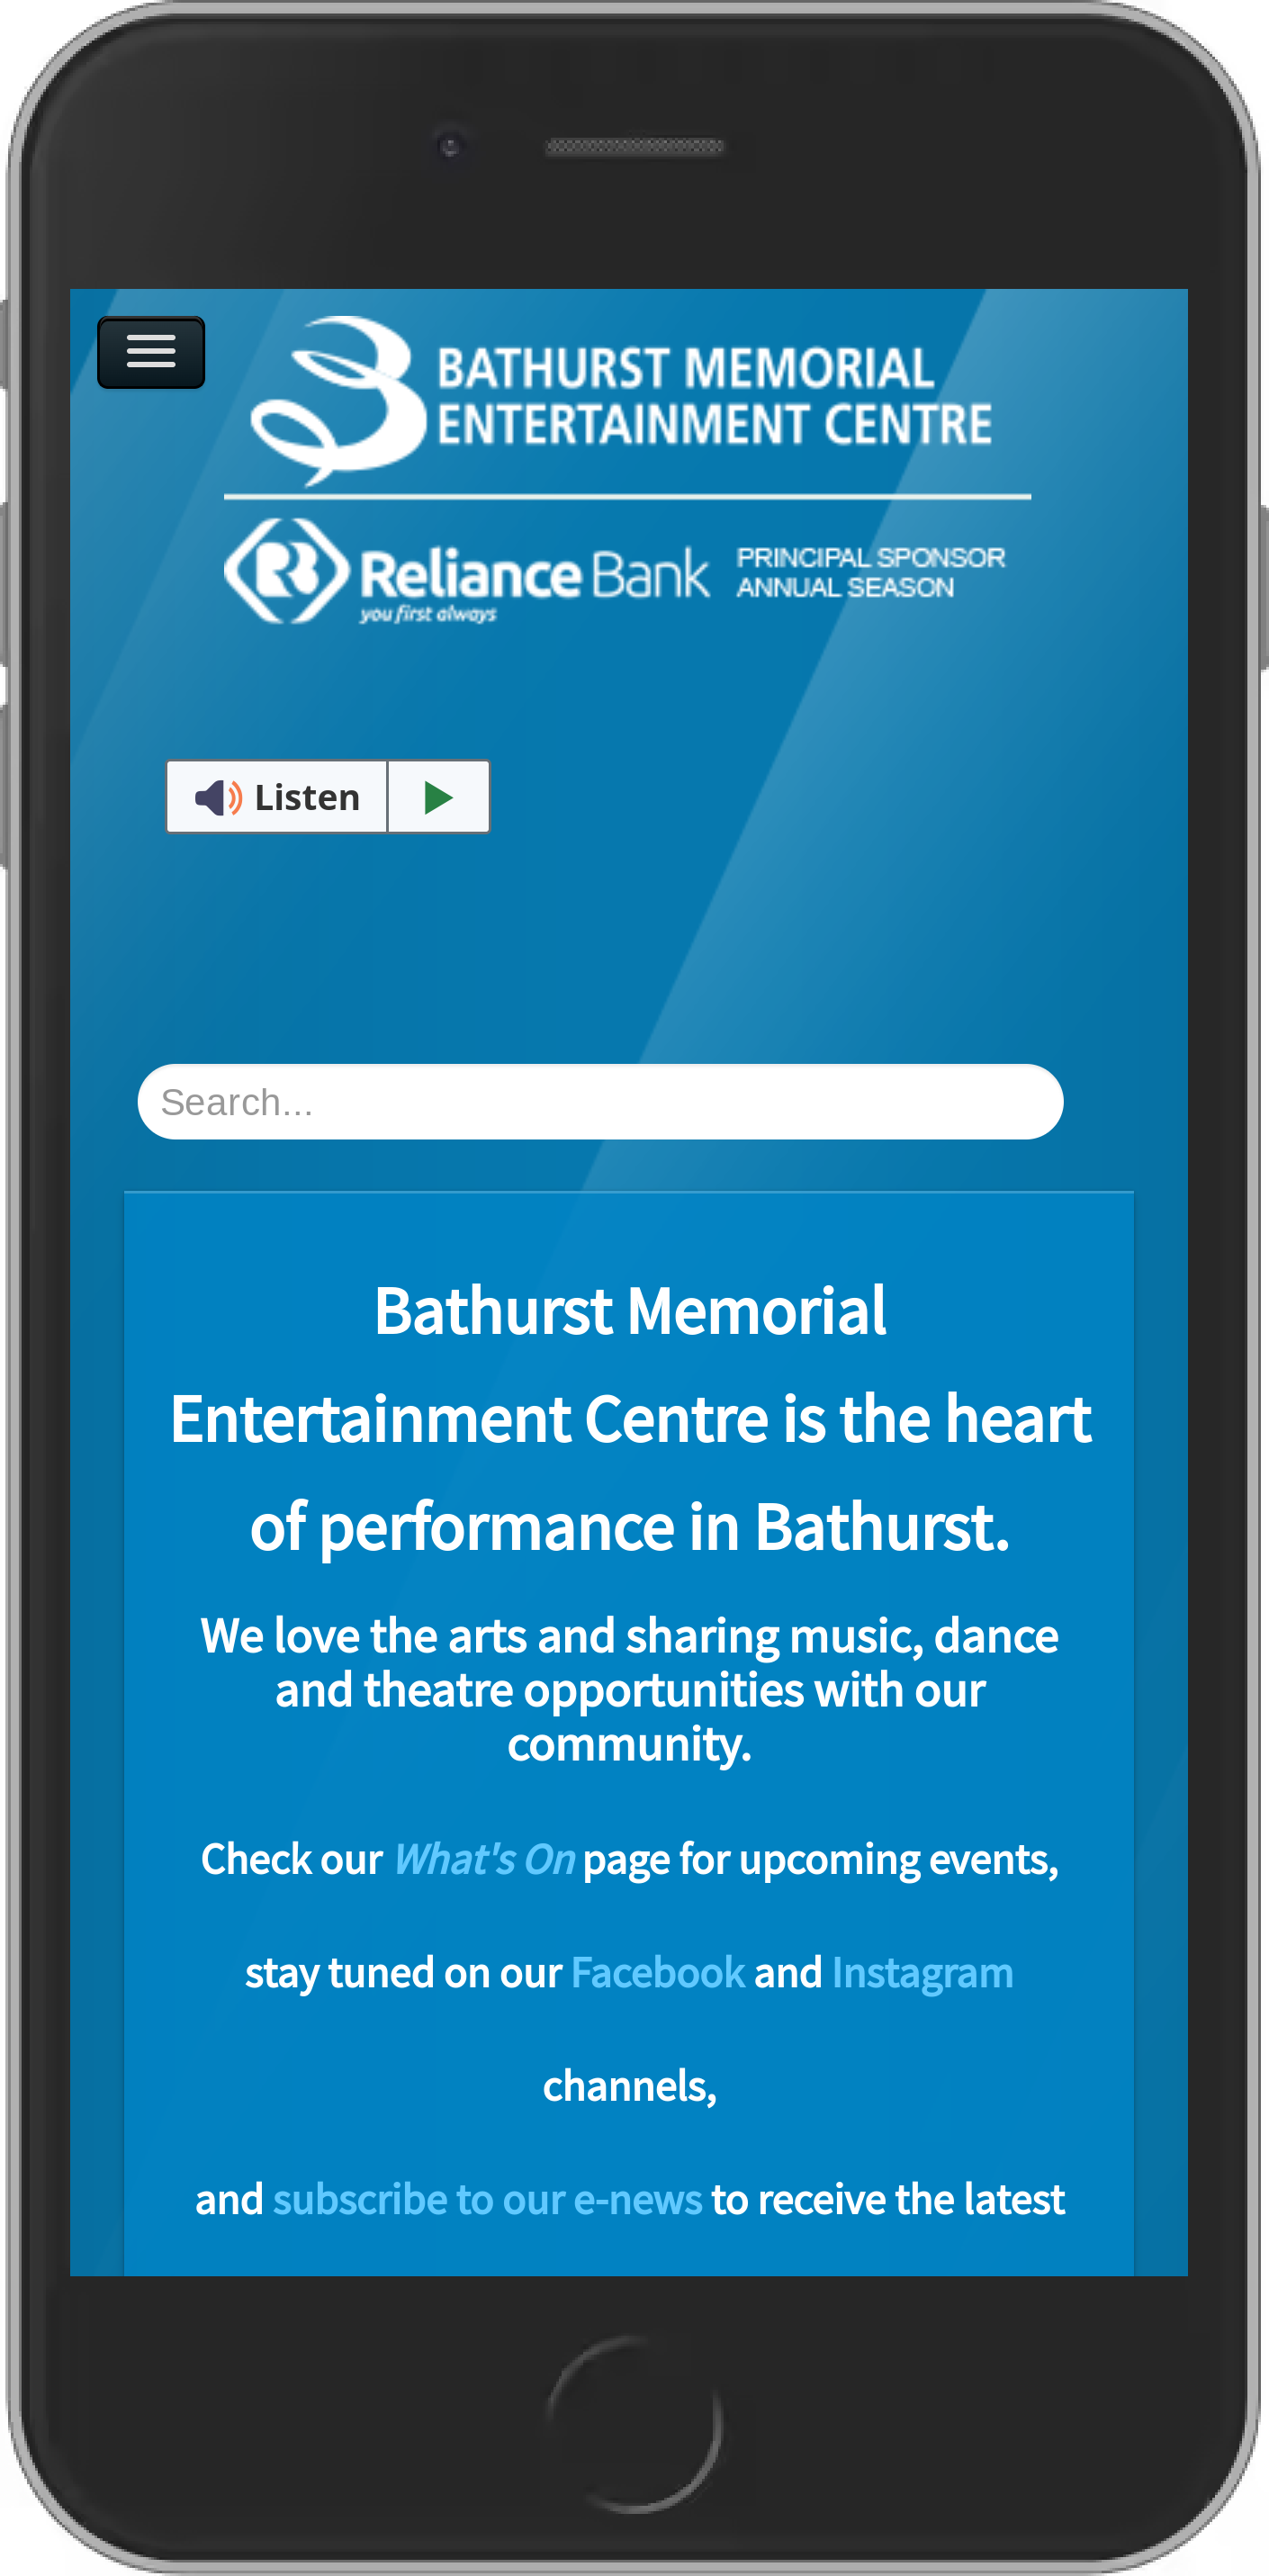 BATHURST MEMORIAL
ENTERTAINMENT CENTRE
Reliance Bank
you first always
PRINCIPAL SPONSOR
ANNUAL SEASON
Listen
Search...
Bathurst Memorial
Entertainment Centre is the heart
of performance in Bathurst.
We love the arts and sharing music, dance
and theatre opportunities with our
community.
Check our What's On page for upcoming events,
stay tuned on our Facebook and Instagram
channels,
and subscribe to our e-news to receive the latest